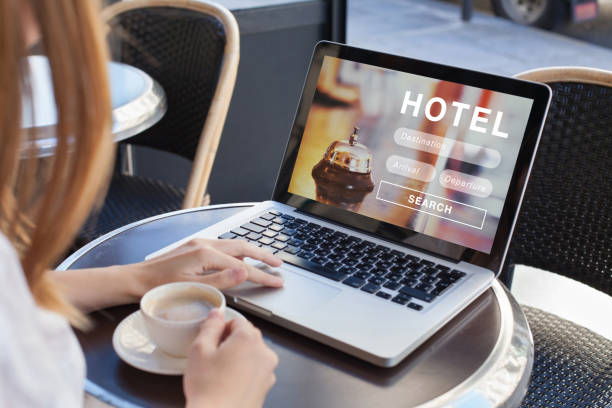 HOTEL
Destination
Arrival Departure
SEARCH